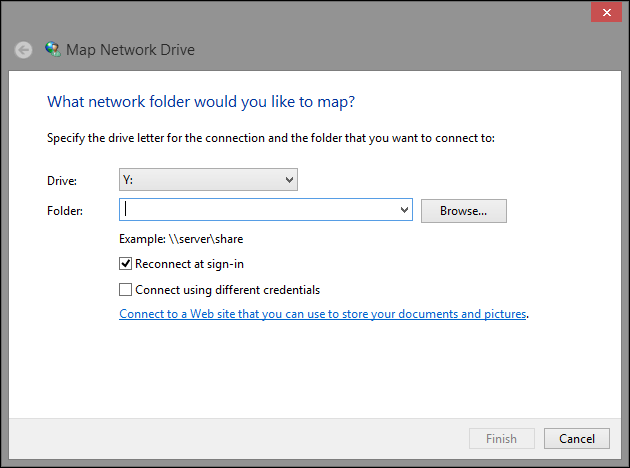 Map Network Drive
What network folder would you like to map?
Specify the drive letter for the connection and the folder that you want to connect to:
Drive: Y:
Folder: Browse...
Example: \\server\share
Reconnect at sign-in
Connect using different credentials
Connect to a Web site that you can use to store your documents and pictures.
Finish Cancel